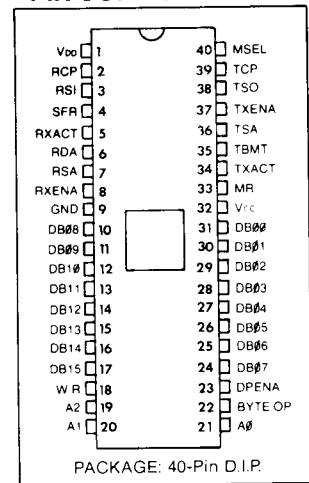 VDD 1 40 MSEL
RCP 2 39 TCP
RSI 3 38 TSO
SFR 4 37 TXENA
RXACT 5 36 TSA
RDA 6 35 TBMT
RSA 7 34 TXACT
RXENA 8 33 MR
GND 9 32 Vcc
DB08 10 31 DB00
DB09 11 30 DB01
DB10 12 29 DB02
DB11 13 28 DB03
DB12 14 27 DB04
DB13 15 26 DB05
DB14 16 25 DB06
DB15 17 24 DB07
W R 18 23 DPENA
A2 19 22 BYTE OP
A1 20 21 A0
PACKAGE: 40-Pin D.I.P.